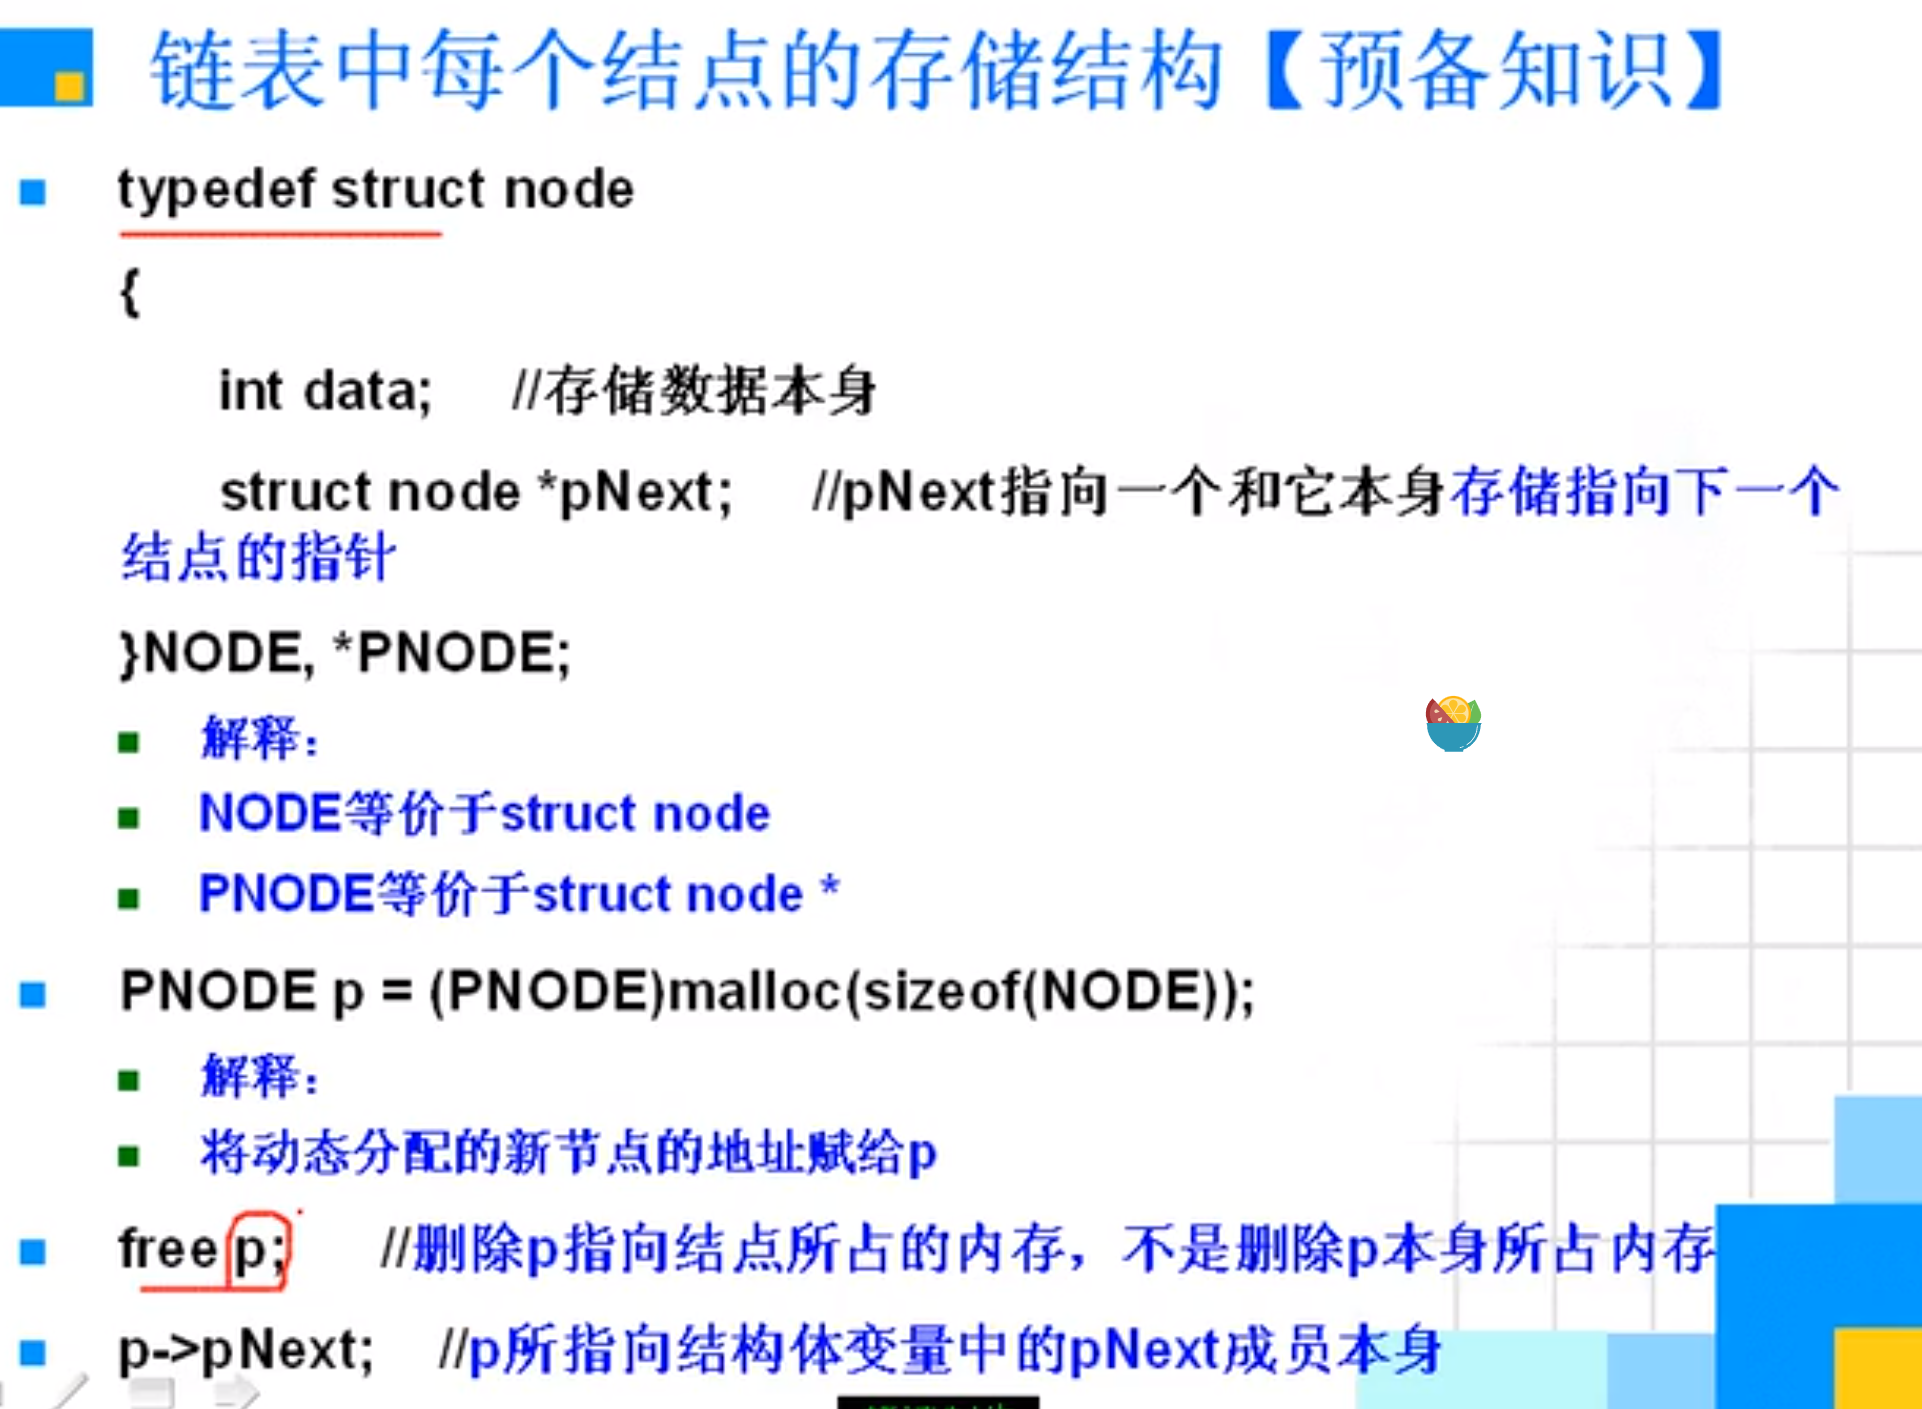 链表中每个结点的存储结构【预备知识】
typedef struct node
{
int data; //存储数据本身
struct node *pNext; //pNext指向一个和它本身存储指向下一个
结点的指针
}NODE, *PNODE;
解释：
NODE等价于struct node
PNODE等价于struct node *
PNODE p = (PNODE)malloc(sizeof(NODE));
解释：
将动态分配的新节点的地址赋给p
free p; //删除p指向结点所占的内存，不是删除p本身所占内存
p->pNext; //p所指向结构体变量中的pNext成员本身